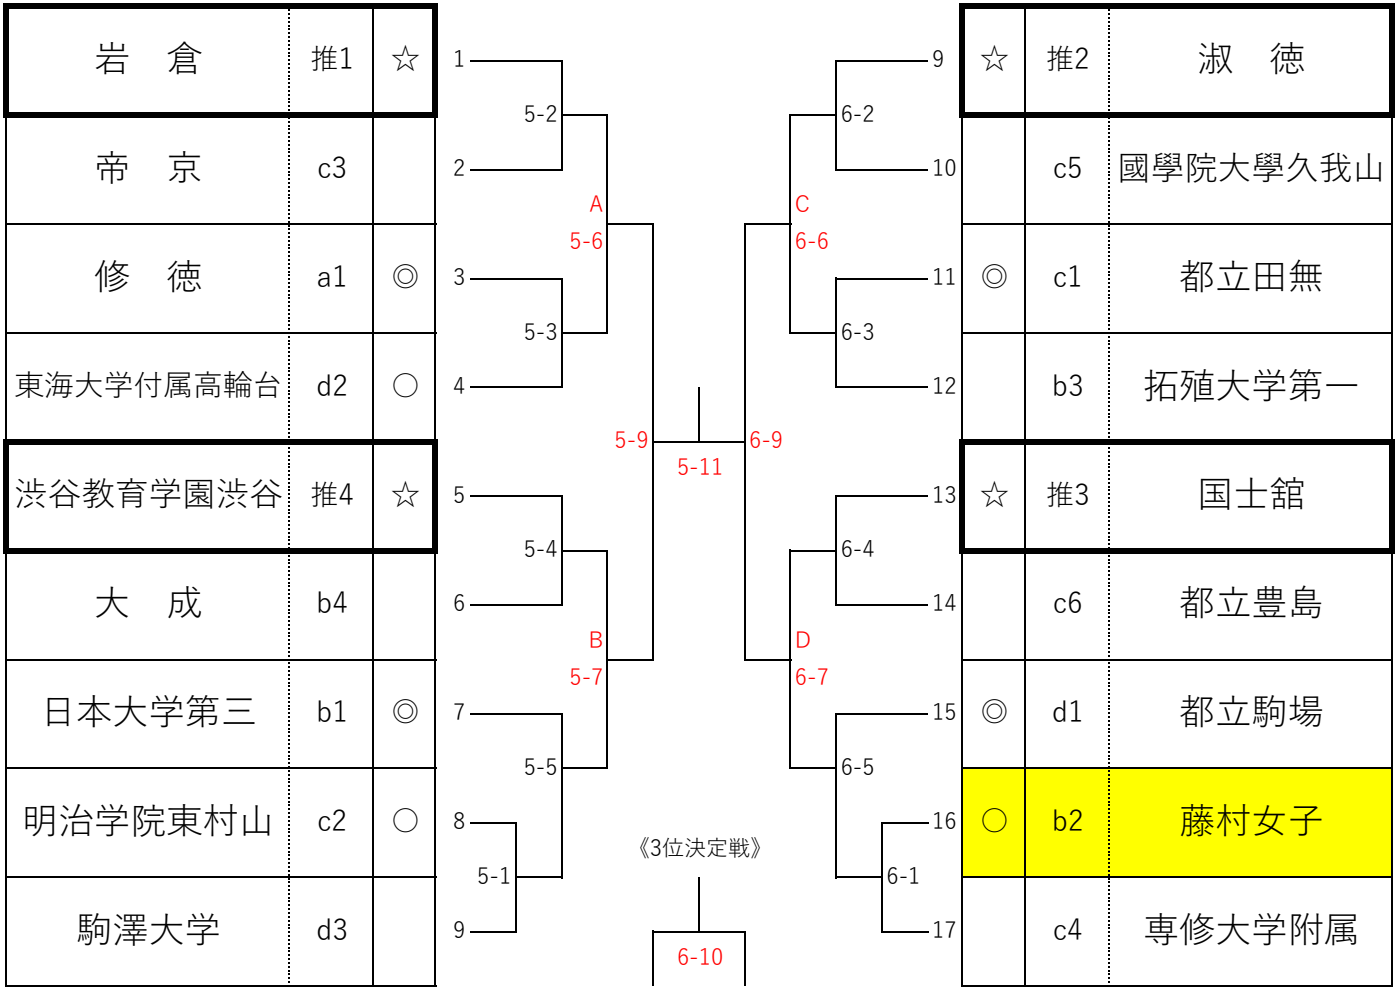 岩　倉 推1 ☆ 1 9 ☆ 推2 淑　徳
5-2 6-2
帝　京 c3 2 10 c5 國學院大學久我山
A C
5-6 6-6
修　徳 a1 ◎ 3 11 ◎ c1 都立田無
5-3 6-3
東海大学付属高輪台 d2 ○ 4 12 b3 拓殖大学第一
5-9 6-9
5-11
渋谷教育学園渋谷 推4 ☆ 5 13 ☆ 推3 国士舘
5-4 6-4
大　成 b4 6 14 c6 都立豊島
B D
5-7 6-7
日本大学第三 b1 ◎ 7 15 ◎ d1 都立駒場
5-5 6-5
明治学院東村山 c2 ○ 8 16 ○ b2 藤村女子
《3位決定戦》
5-1 6-1
駒澤大学 d3 9 17 c4 専修大学附属
6-10